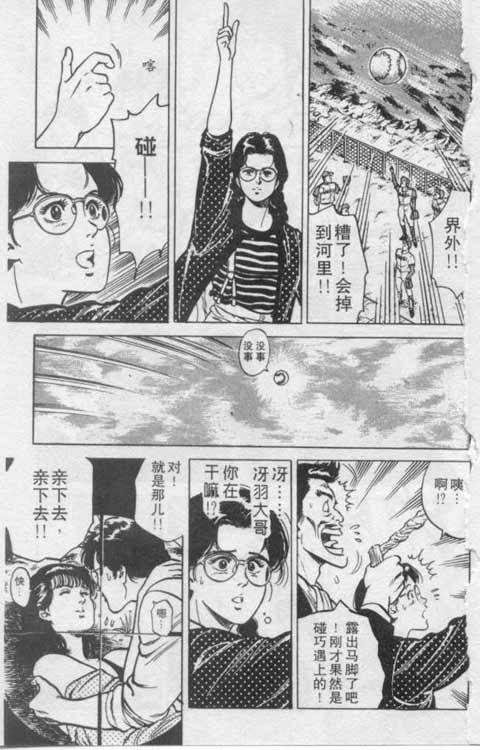 界外!!
糟了!会掉
到河里!!
喀
碰——!!
没事
没事
咦…
啊!?
露出马脚了吧
!刚才果然是
碰巧遇上的!
冴……
冴羽大哥
你在
干嘛!?
对!
就是那儿!!
亲下去,
亲下去!!
嗯…
快…